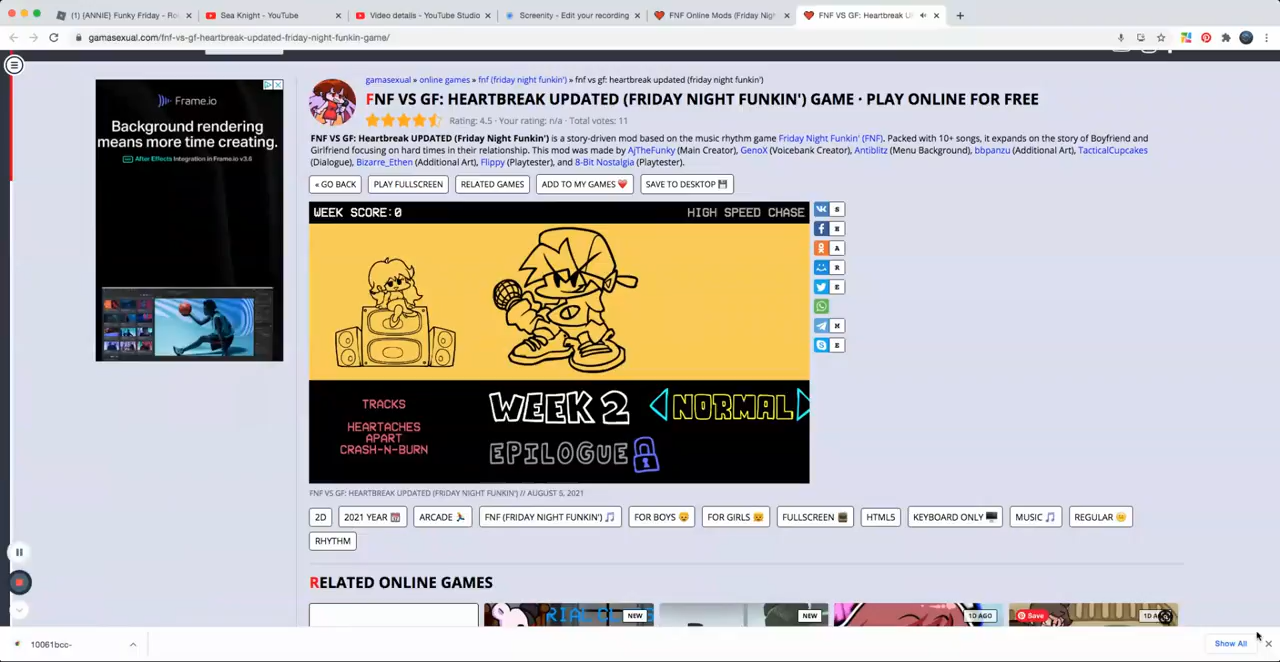 (1) {ANNIE} Funky Friday - Ro
Sea Knight - YouTube
Video details - YouTube Studio
Screenity - Edit your recording
FNF Online Mods (Friday Nigh
FNF VS GF: Heartbreak U
gamasexual.com/fnf-vs-gf-heartbreak-updated-friday-night-funkin-game/
gamasexual » online games » fnf (friday night funkin') » fnf vs gf: heartbreak updated (friday night funkin')
FNF VS GF: HEARTBREAK UPDATED (FRIDAY NIGHT FUNKIN') GAME · PLAY ONLINE FOR FREE
Rating: 4.5 · Your rating: n/a · Total votes: 11
FNF VS GF: Heartbreak UPDATED (Friday Night Funkin') is a story-driven mod based on the music rhythm game Friday Night Funkin' (FNF). Packed with 10+ songs, it expands on the story of Boyfriend and
Girlfriend focusing on hard times in their relationship. This mod was made by AjTheFunky (Main Creator), GenoX (Voicebank Creator), Antiblitz (Menu Background), bbpanzu (Additional Art), TacticalCupcakes
(Dialogue), Bizarre_Ethen (Additional Art), Flippy (Playtester), and 8-Bit Nostalgia (Playtester).
« GO BACK
PLAY FULLSCREEN
RELATED GAMES
ADD TO MY GAMES
SAVE TO DESKTOP
Frame.io
Background rendering
means more time creating.
After Effects Integration in Frame.io v3.6
WEEK SCORE:0
HIGH SPEED CHASE
S
H
A
R
E
M
E
TRACKS
HEARTACHES
APART
CRASH-N-BURN
WEEK 2
NORMAL
EPILOGUE
FNF VS GF: HEARTBREAK UPDATED (FRIDAY NIGHT FUNKIN') // AUGUST 5, 2021
2D
2021 YEAR
ARCADE
FNF (FRIDAY NIGHT FUNKIN')
FOR BOYS
FOR GIRLS
FULLSCREEN
HTML5
KEYBOARD ONLY
MUSIC
REGULAR
RHYTHM
RELATED ONLINE GAMES
NEW
NEW
1D AGO
Save
1D A
10061bcc-
Show All